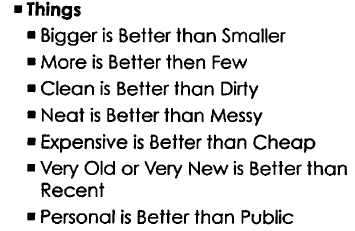 ▪ Things
▪ Bigger is Better than Smaller
▪ More is Better then Few
▪ Clean is Better than Dirty
▪ Neat is Better than Messy
▪ Expensive is Better than Cheap
▪ Very Old or Very New is Better than
Recent
▪ Personal is Better than Public